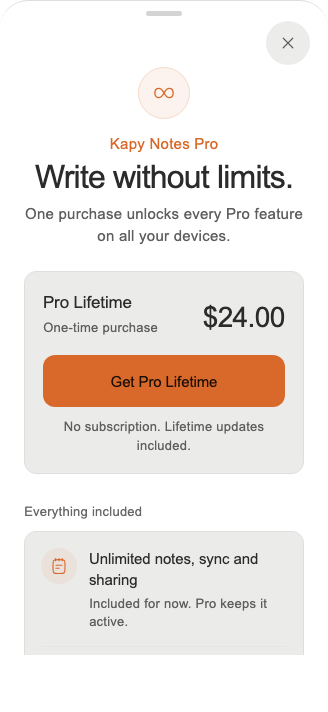 Kapy Notes Pro
Write without limits.
One purchase unlocks every Pro feature
on all your devices.
Pro Lifetime
One-time purchase
$24.00
Get Pro Lifetime
No subscription. Lifetime updates
included.
Everything included
Unlimited notes, sync and
sharing
Included for now. Pro keeps it
active.